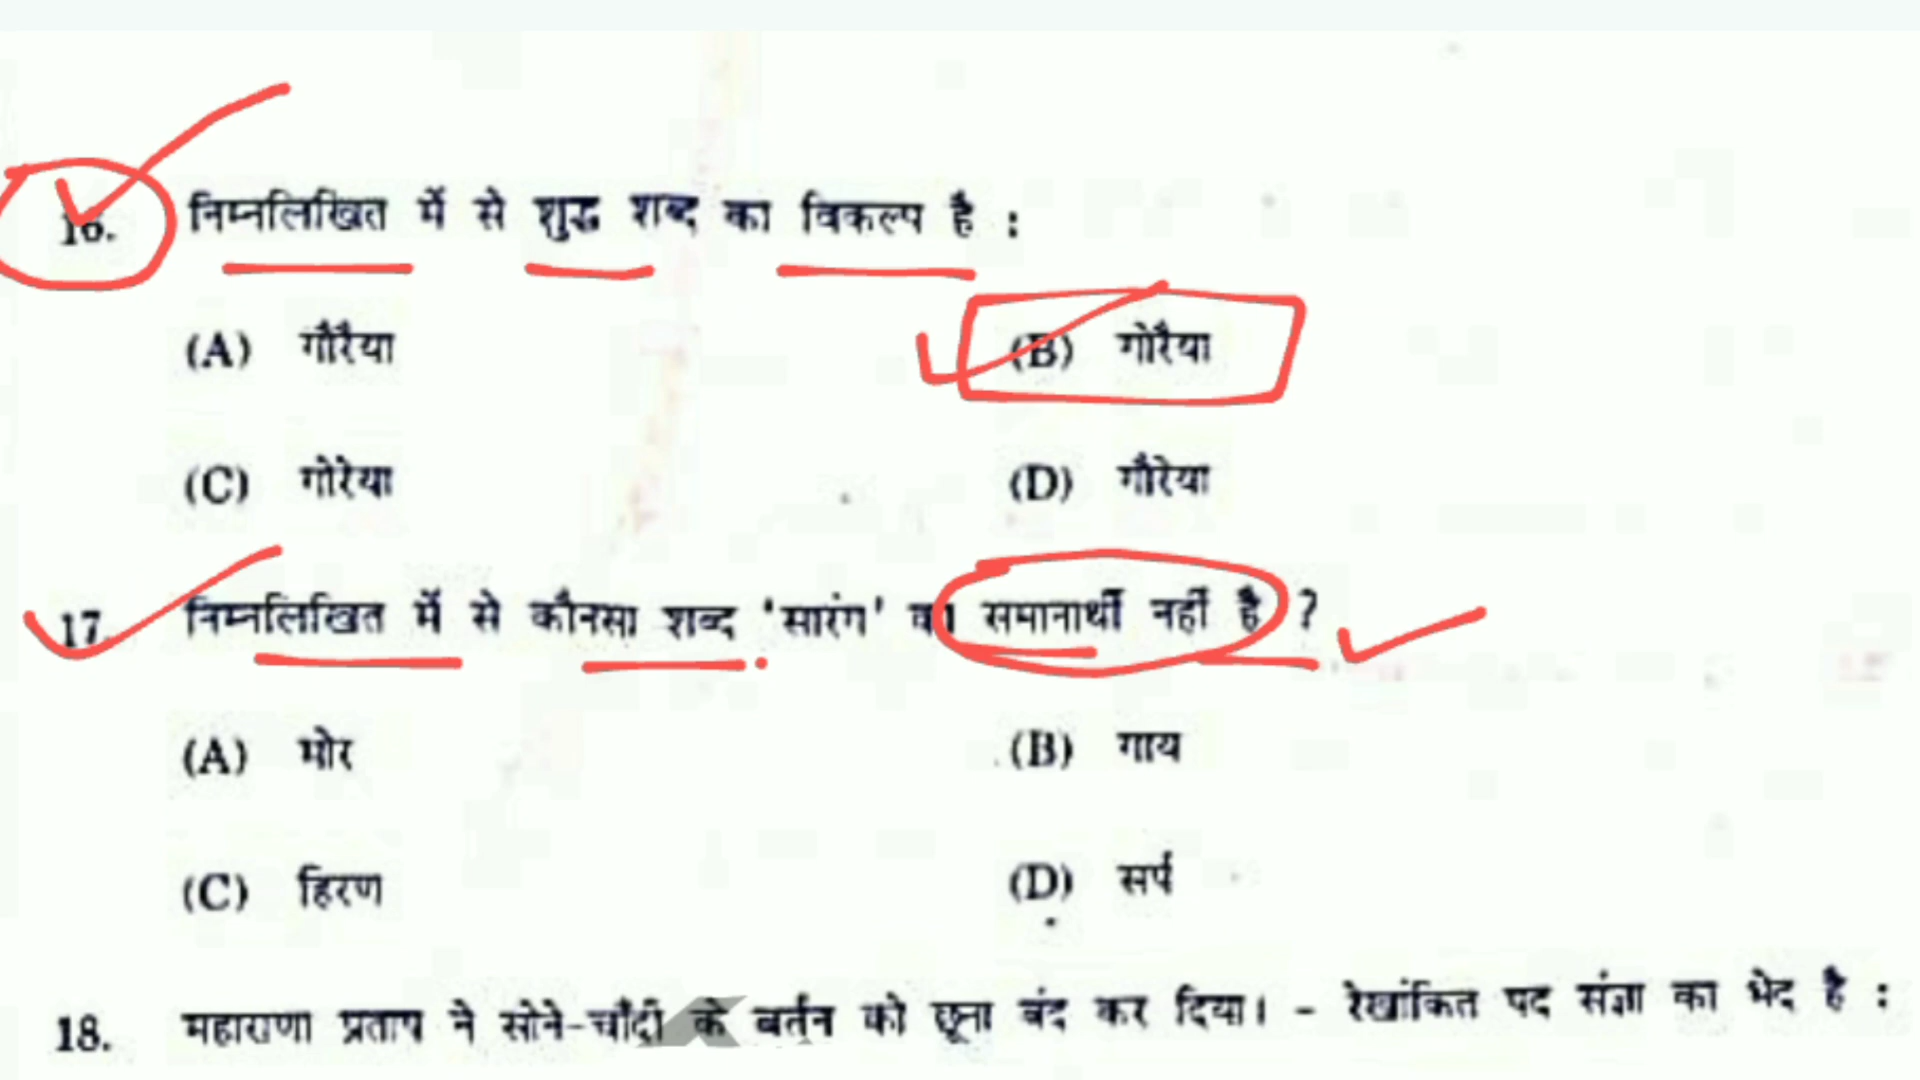 16. निम्नलिखित में से शुद्ध शब्द का विकल्प है :
(A) गौरैया (B) गोरैया
(C) गोरेया (D) गौरेया
17. निम्नलिखित में से कौनसा शब्द 'सारंग' का समानार्थी नहीं है ?
(A) मोर (B) गाय
(C) हिरण (D) सर्प
18. महाराणा प्रताप ने सोने-चाँदी के बर्तन को छूना बंद कर दिया। - रेखांकित पद संज्ञा का भेद है :